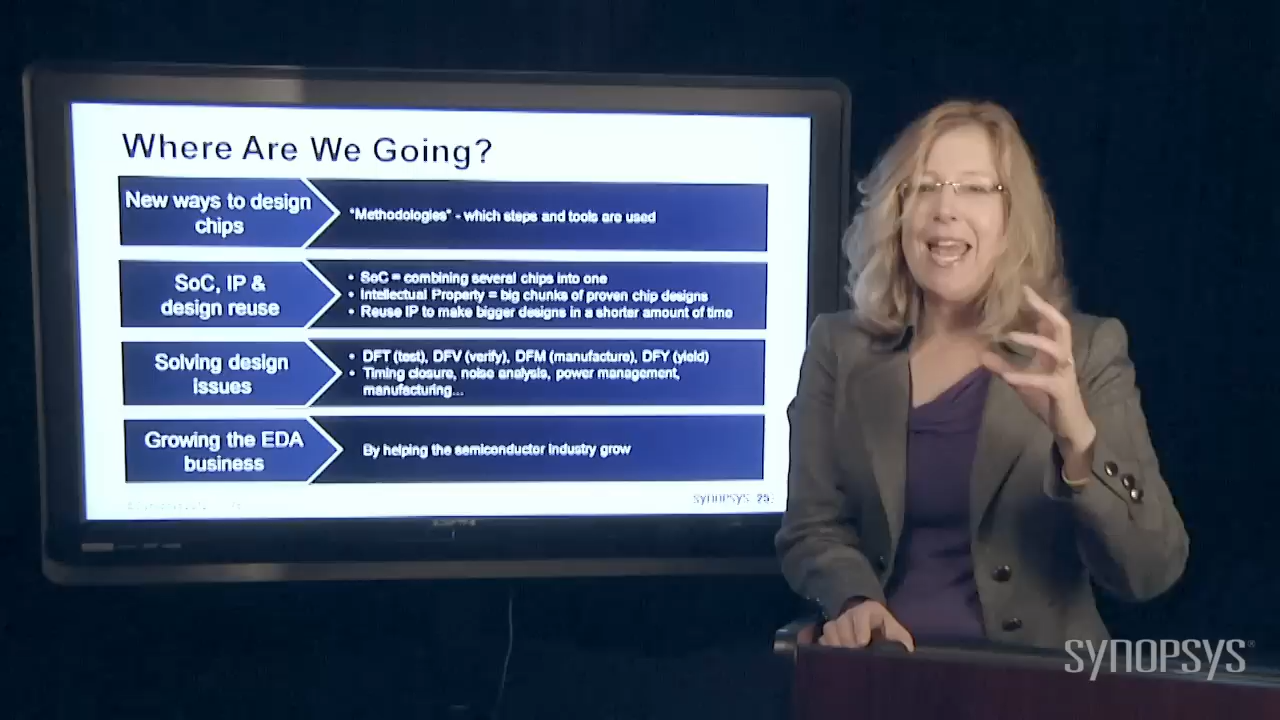 Where Are We Going?
New ways to design
chips
"Methodologies" - which steps and tools are used
SoC, IP &
design reuse
• SoC = combining several chips into one
• Intellectual Property = big chunks of proven chip designs
• Reuse IP to make bigger designs in a shorter amount of time
Solving design
issues
• DFT (test), DFV (verify), DFM (manufacture), DFY (yield)
• Timing closure, noise analysis, power management,
manufacturing...
Growing the EDA
business
By helping the semiconductor industry grow
SYNOPSYS 25
SYNOPSYS®